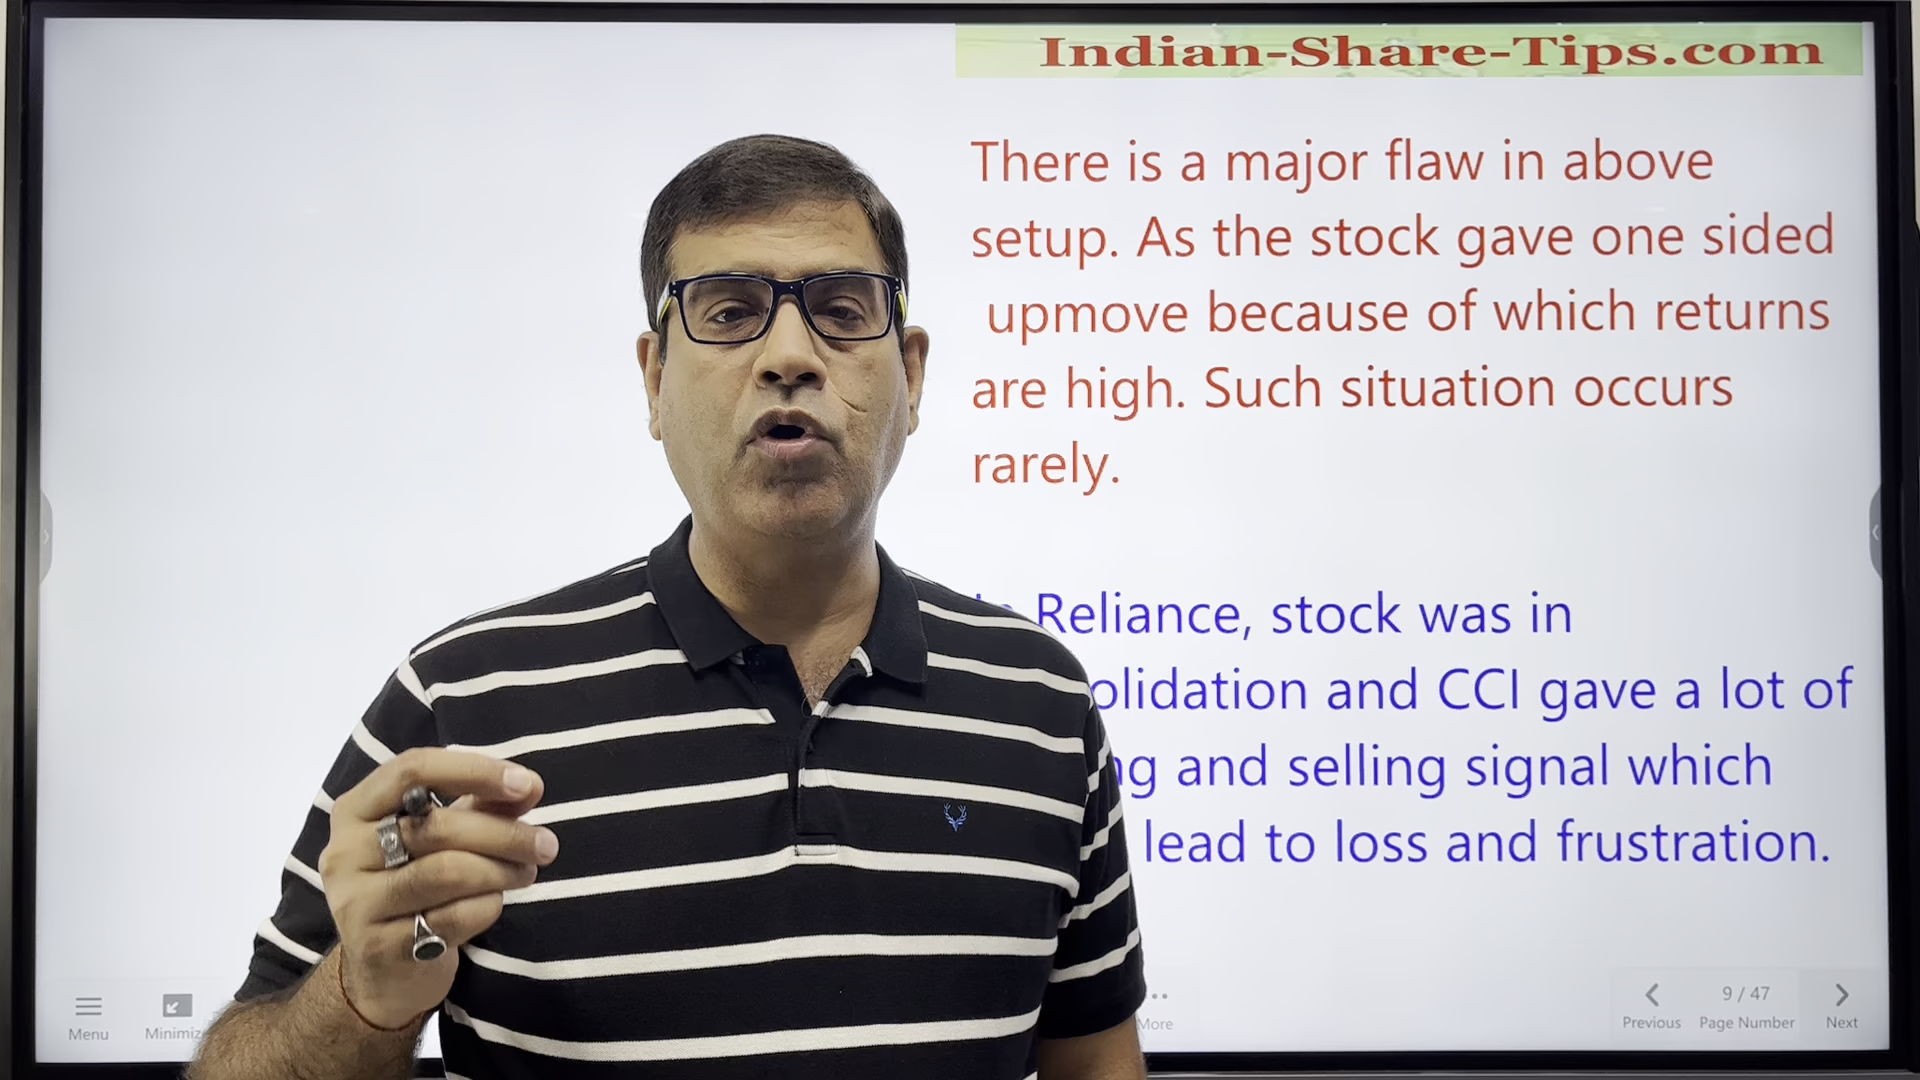 Indian-Share-Tips.com
There is a major flaw in above
setup. As the stock gave one sided
upmove because of which returns
are high. Such situation occurs
rarely.
Reliance, stock was in
and CCI gave a lot of
and selling signal which
lead to loss and frustration.
Menu
More
Previous
9 / 47
Page Number
Next